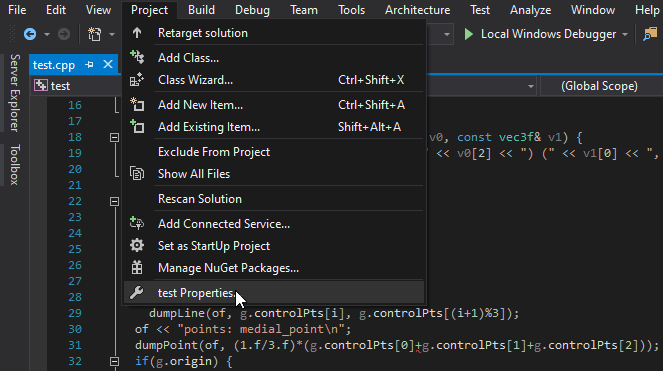 File Edit View Project Build Debug Team Tools Architecture Test Analyze Window Help
Retarget solution
Local Windows Debugger
test.cpp
Add Class...
Class Wizard... Ctrl+Shift+X
test
(Global Scope)
Add New Item... Ctrl+Shift+A
Add Existing Item... Shift+Alt+A
Exclude From Project
Show All Files
Rescan Solution
Add Connected Service...
Set as StartUp Project
Manage NuGet Packages...
test Properties
Server Explorer
Toolbox
16
17
18 v0, const vec3f& v1) {
19 << v0[2] << ") (" << v1[0] << ",
20
21
22
23
24
25
26
27
28
29 dumpLine(of, g.controlPts[i], g.controlPts[(i+1)%3]);
30 of << "points: medial_point\n";
31 dumpPoint(of, (1.f/3.f)*(g.controlPts[0]+g.controlPts[1]+g.controlPts[2]));
32 if(g.origin) {